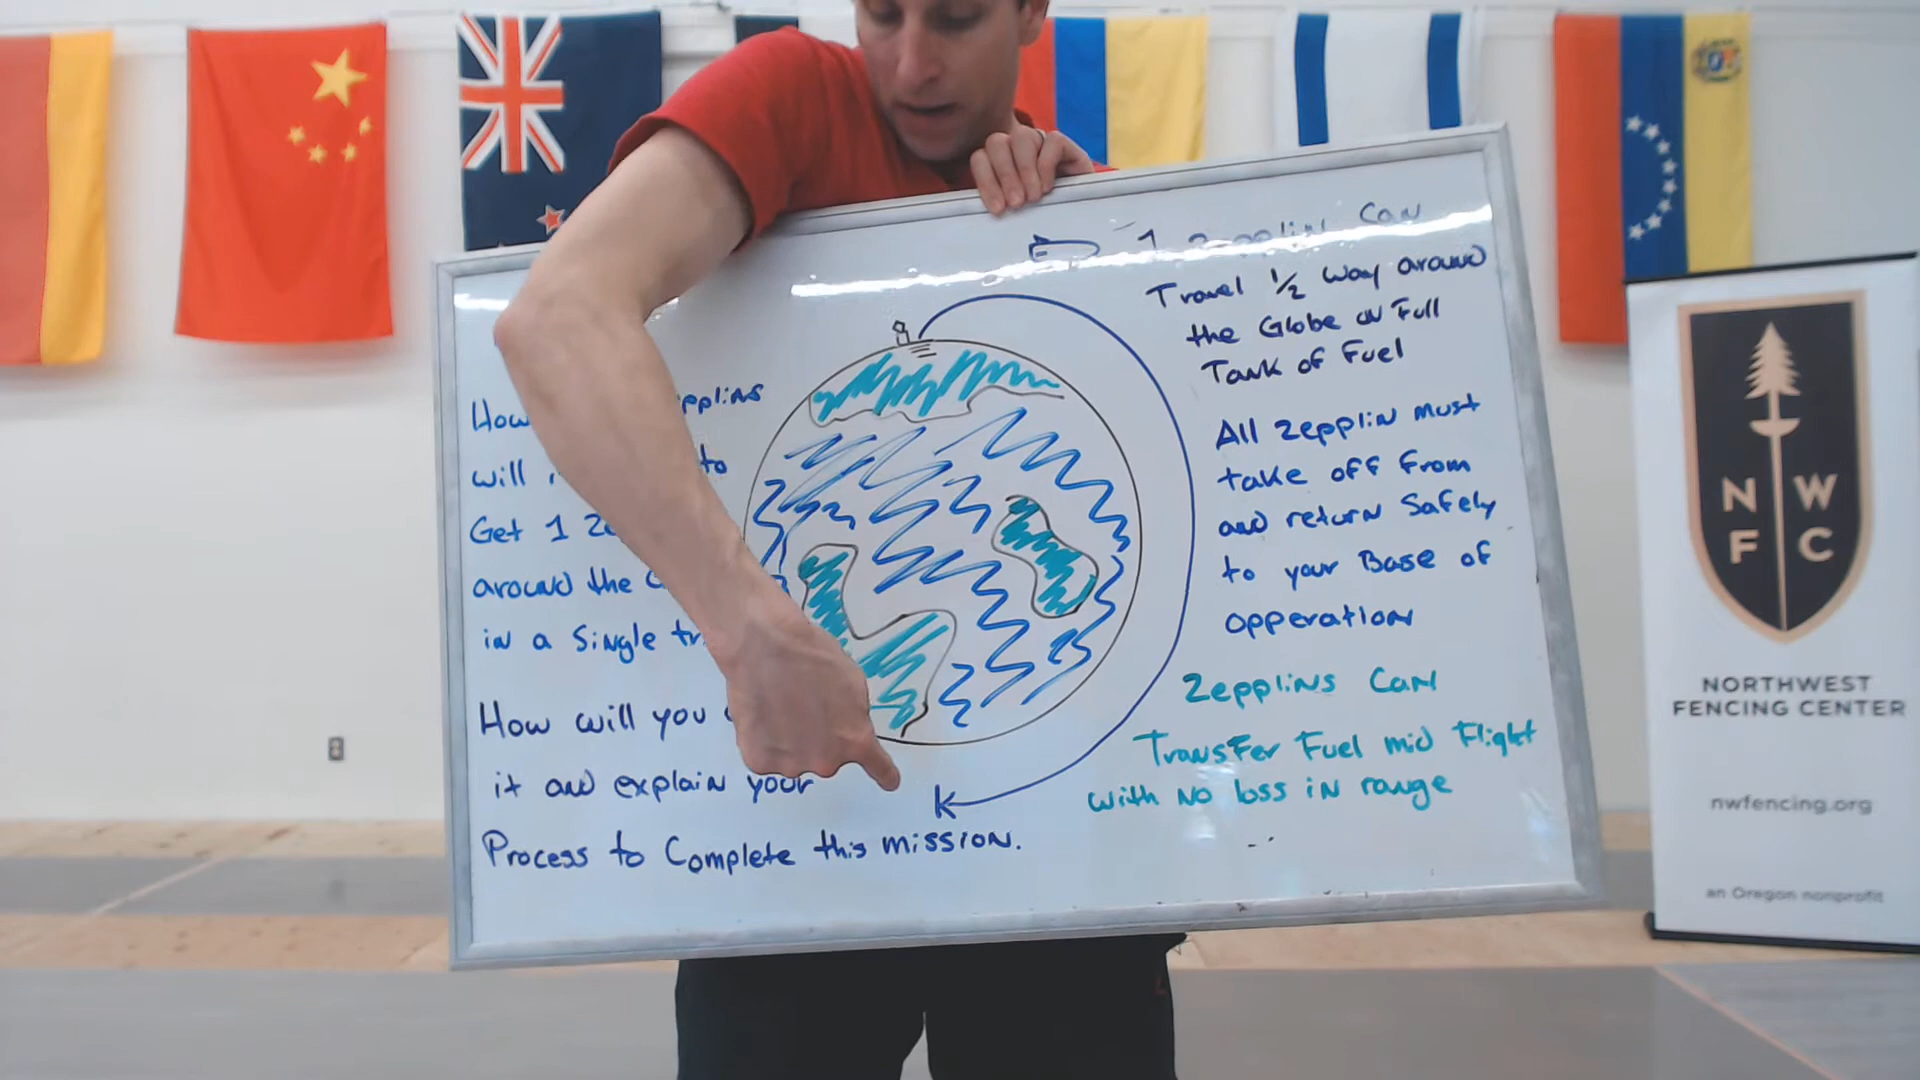 How
will
to
Get 1
around the
in a Single
How will you
it and explain your
Process to Complete this mission.
1 Can
Travel 1/2 Way around
the Globe on Full
Tank of Fuel
All Zepplin must
take off from
and return Safely
to your Base of
opperation
Zepplins Can
Transfer Fuel mid Flight
with no loss in range
N W
F C
NORTHWEST
FENCING CENTER
nwfencing.org
an Oregon nonprofit